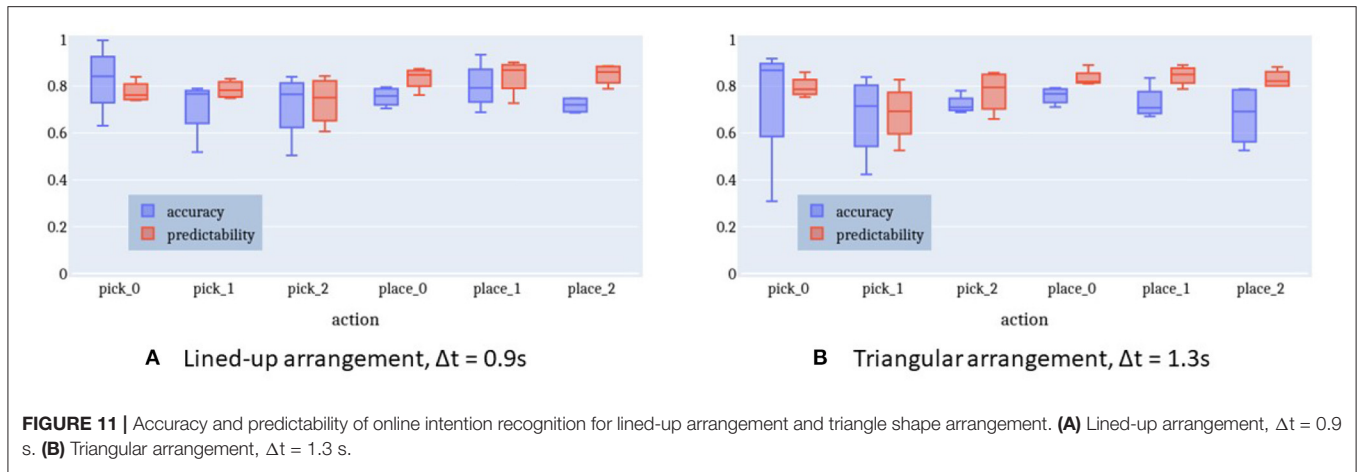 1
0.8
0.6
0.4
0.2
0
accuracy
predictability
pick_0 pick_1 pick_2 place_0 place_1 place_2
action
A Lined-up arrangement, Δt = 0.9s
1
0.8
0.6
0.4
0.2
0
accuracy
predictability
pick_0 pick_1 pick_2 place_0 place_1 place_2
action
B Triangular arrangement, Δt = 1.3s
FIGURE 11 | Accuracy and predictability of online intention recognition for lined-up arrangement and triangle shape arrangement. (A) Lined-up arrangement, Δt = 0.9
s. (B) Triangular arrangement, Δt = 1.3 s.